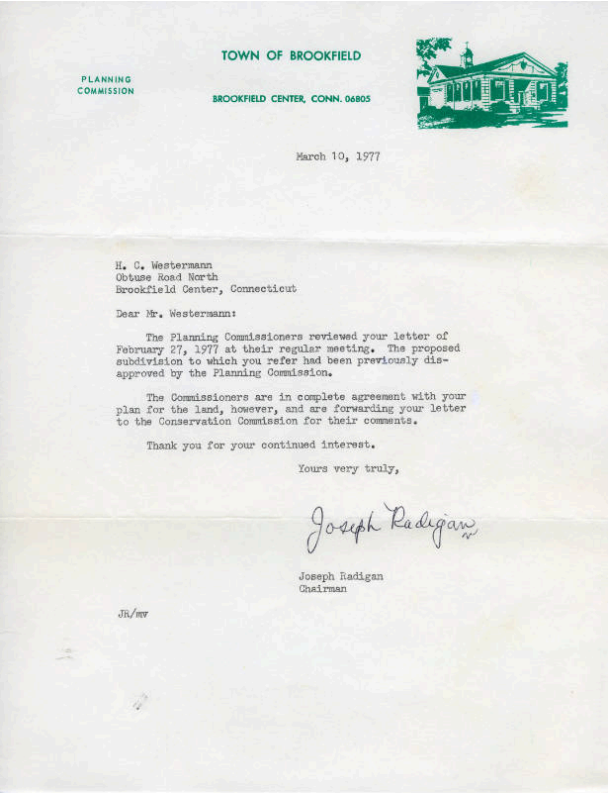 TOWN OF BROOKFIELD
PLANNING
COMMISSION
BROOKFIELD CENTER, CONN. 06805
March 10, 1977
H. C. Westermann
Obtuse Road North
Brookfield Center, Connecticut
Dear Mr. Westermann:
The Planning Commissioners reviewed your letter of
February 27, 1977 at their regular meeting. The proposed
subdivision to which you refer had been previously dis-
approved by the Planning Commission.
The Commissioners are in complete agreement with your
plan for the land, however, and are forwarding your letter
to the Conservation Commission for their comments.
Thank you for your continued interest.
Yours very truly,
Joseph Radigan
Joseph Radigan
Chairman
JR/mv